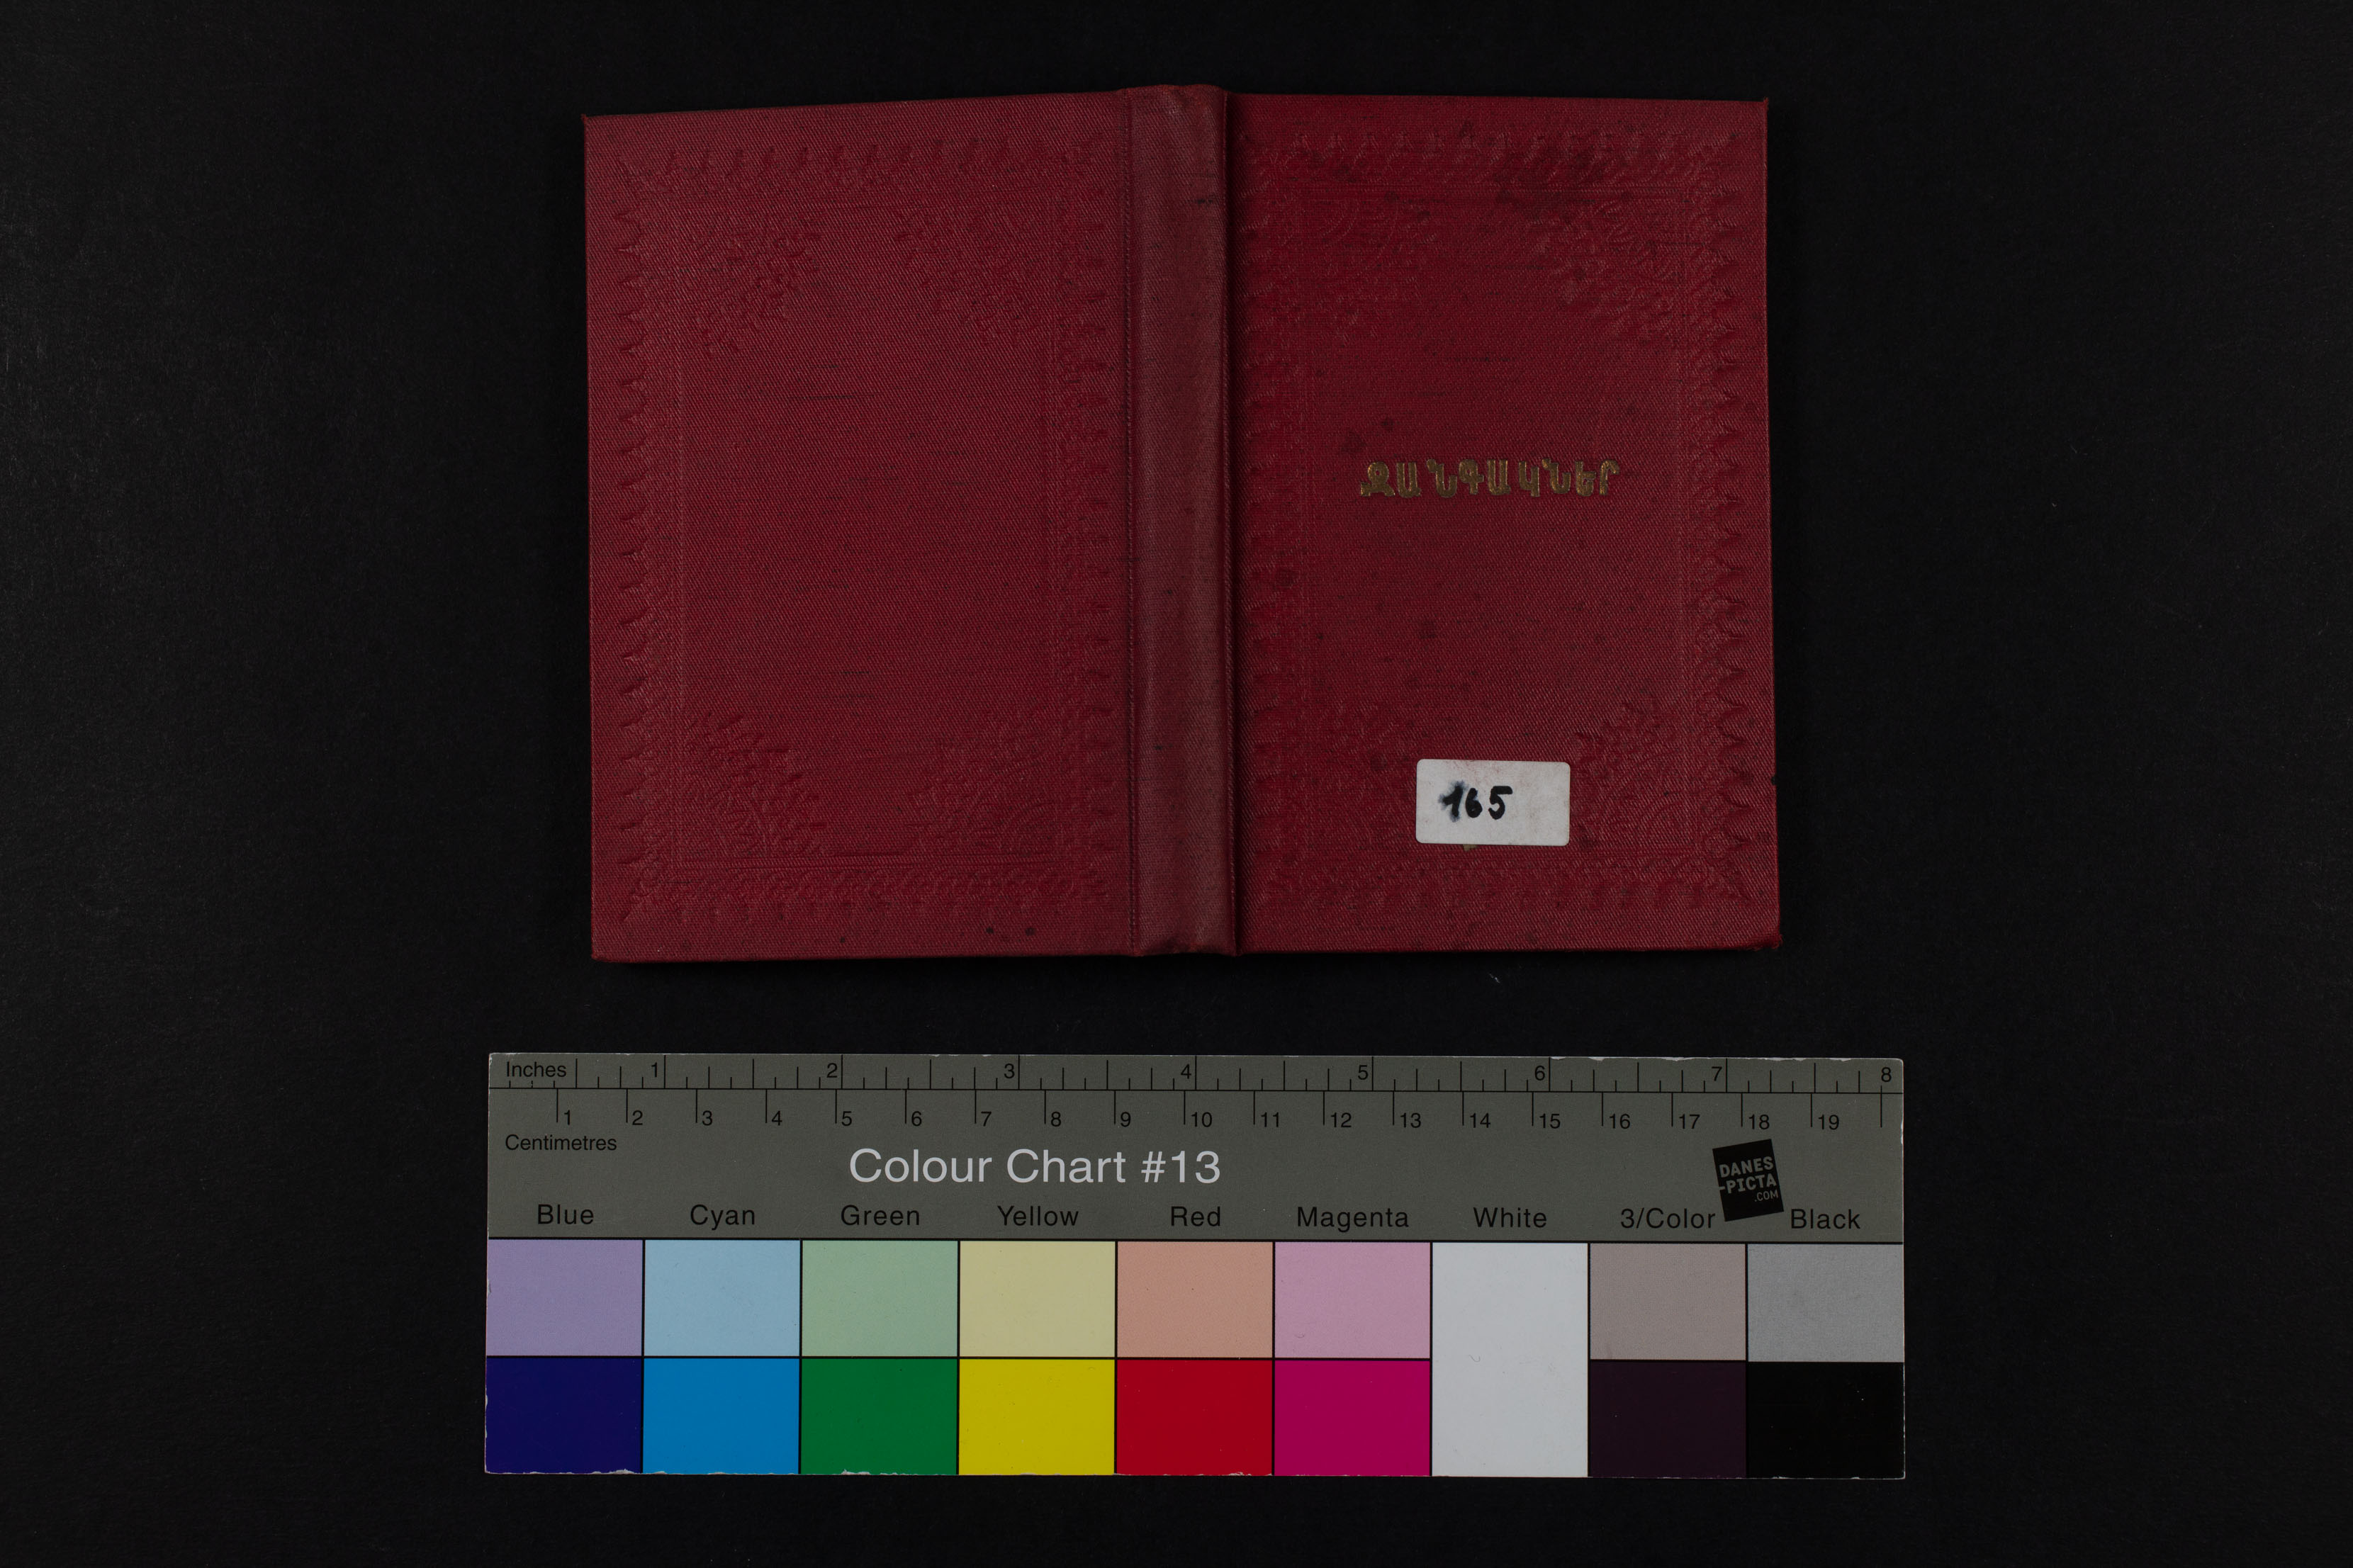 ԶԱՆԳԱԿՆԵՐ
165
Inches 1 2 3 4 5 6 7 8
1 2 3 4 5 6 7 8 9 10 11 12 13 14 15 16 17 18 19
Centimetres
Colour Chart #13
DANES
-PICTA
.COM
Blue Cyan Green Yellow Red Magenta White 3/Color Black